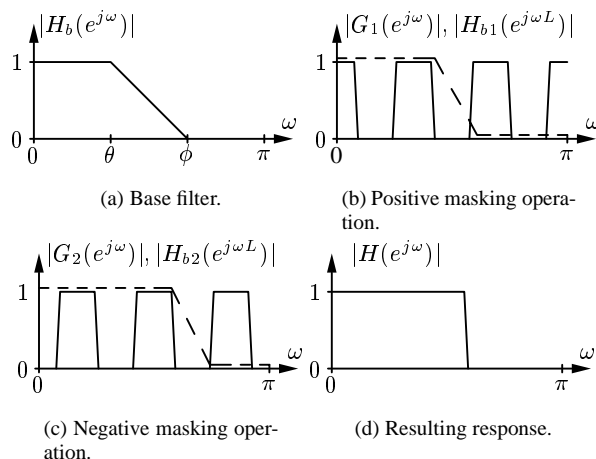 |H_b(e^{jω})|
1
0
0
θ
ϕ
π
ω
(a) Base filter.
|G_1(e^{jω})|, |H_{b1}(e^{jωL})|
1
0
0
π
ω
(b) Positive masking opera-
tion.
|G_2(e^{jω})|, |H_{b2}(e^{jωL})|
1
0
0
π
ω
(c) Negative masking oper-
ation.
|H(e^{jω})|
1
0
0
π
ω
(d) Resulting response.